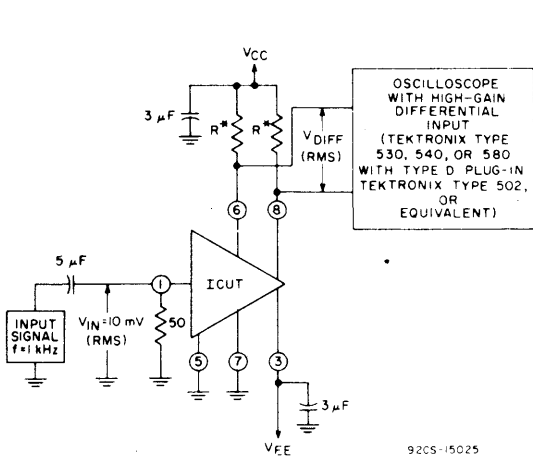 VCC
3 μF
R*
R*
VDIFF
(RMS)
OSCILLOSCOPE
WITH HIGH-GAIN
DIFFERENTIAL
INPUT
(TEKTRONIX TYPE
530, 540, OR 580
WITH TYPE D PLUG-IN
TEKTRONIX TYPE 502,
OR
EQUIVALENT)
6
8
5 μF
1
ICUT
INPUT
SIGNAL
f=1 kHz
VIN=10 mV
(RMS)
50
5
7
3
3 μF
VEE
92CS-15025